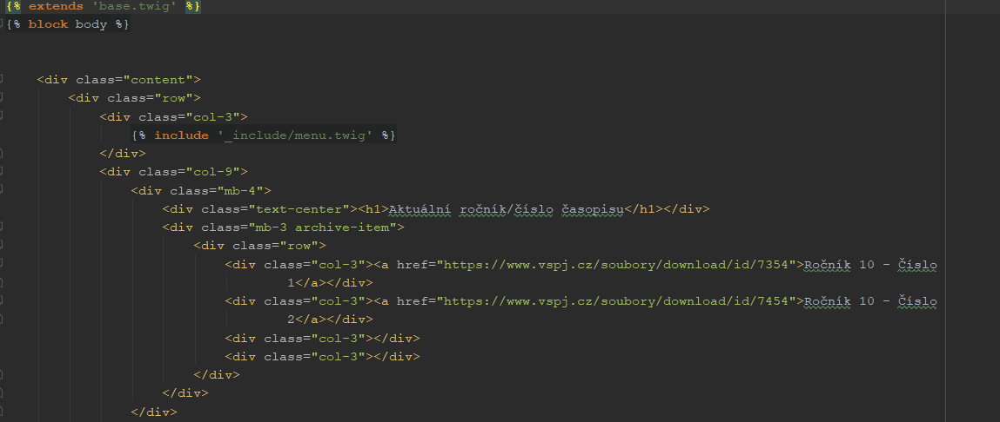 {% extends 'base.twig' %}
{% block body %}
<div class="content">
<div class="row">
<div class="col-3">
{% include '_include/menu.twig' %}
</div>
<div class="col-9">
<div class="mb-4">
<div class="text-center"><h1>Aktuální ročník/číslo časopisu</h1></div>
<div class="mb-3 archive-item">
<div class="row">
<div class="col-3"><a href="https://www.vspj.cz/soubory/download/id/7354">Ročník 10 - Číslo
1</a></div>
<div class="col-3"><a href="https://www.vspj.cz/soubory/download/id/7454">Ročník 10 - Číslo
2</a></div>
<div class="col-3"></div>
<div class="col-3"></div>
</div>
</div>
</div>